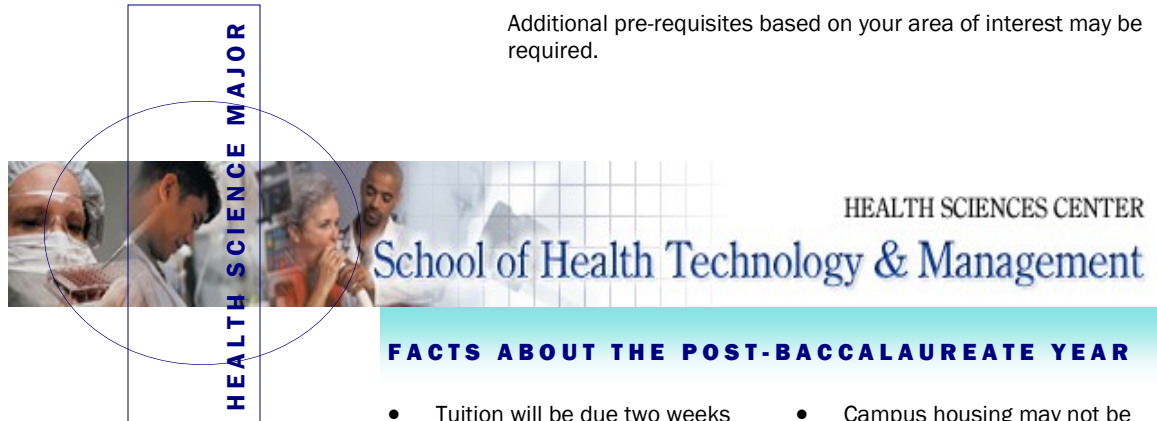 Additional pre-requisites based on your area of interest may be
required.
HEALTH SCIENCE MAJOR
HEALTH SCIENCES CENTER
School of Health Technology & Management
FACTS ABOUT THE POST-BACCALAUREATE YEAR
• Tuition will be due two weeks
• Campus housing may not be